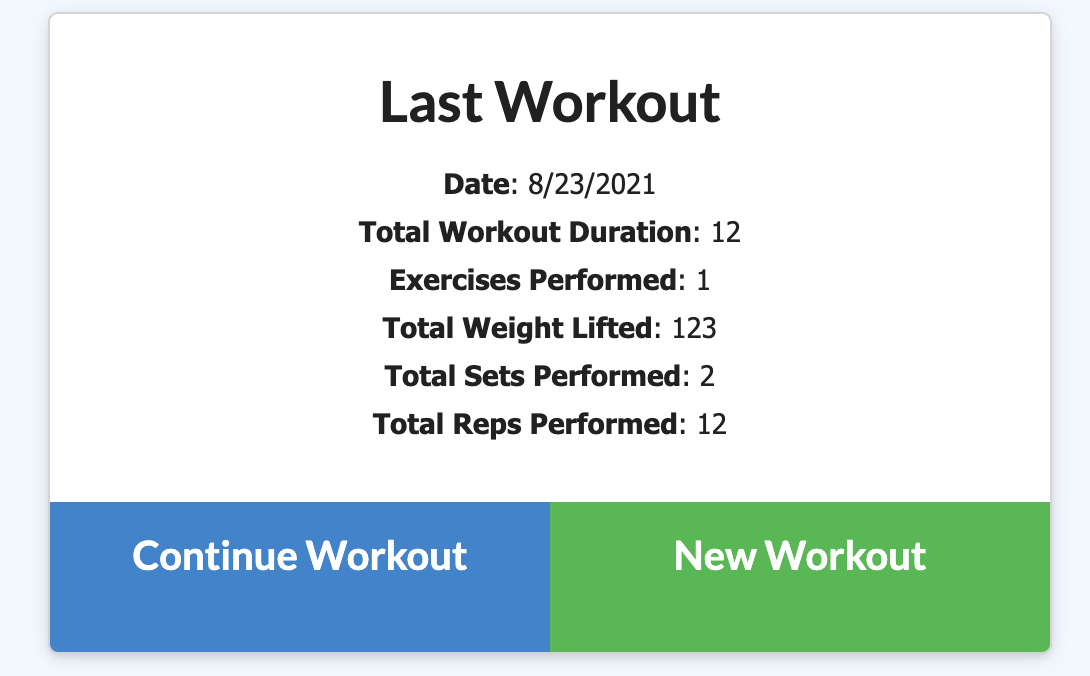 Last Workout
Date: 8/23/2021
Total Workout Duration: 12
Exercises Performed: 1
Total Weight Lifted: 123
Total Sets Performed: 2
Total Reps Performed: 12
Continue Workout
New Workout